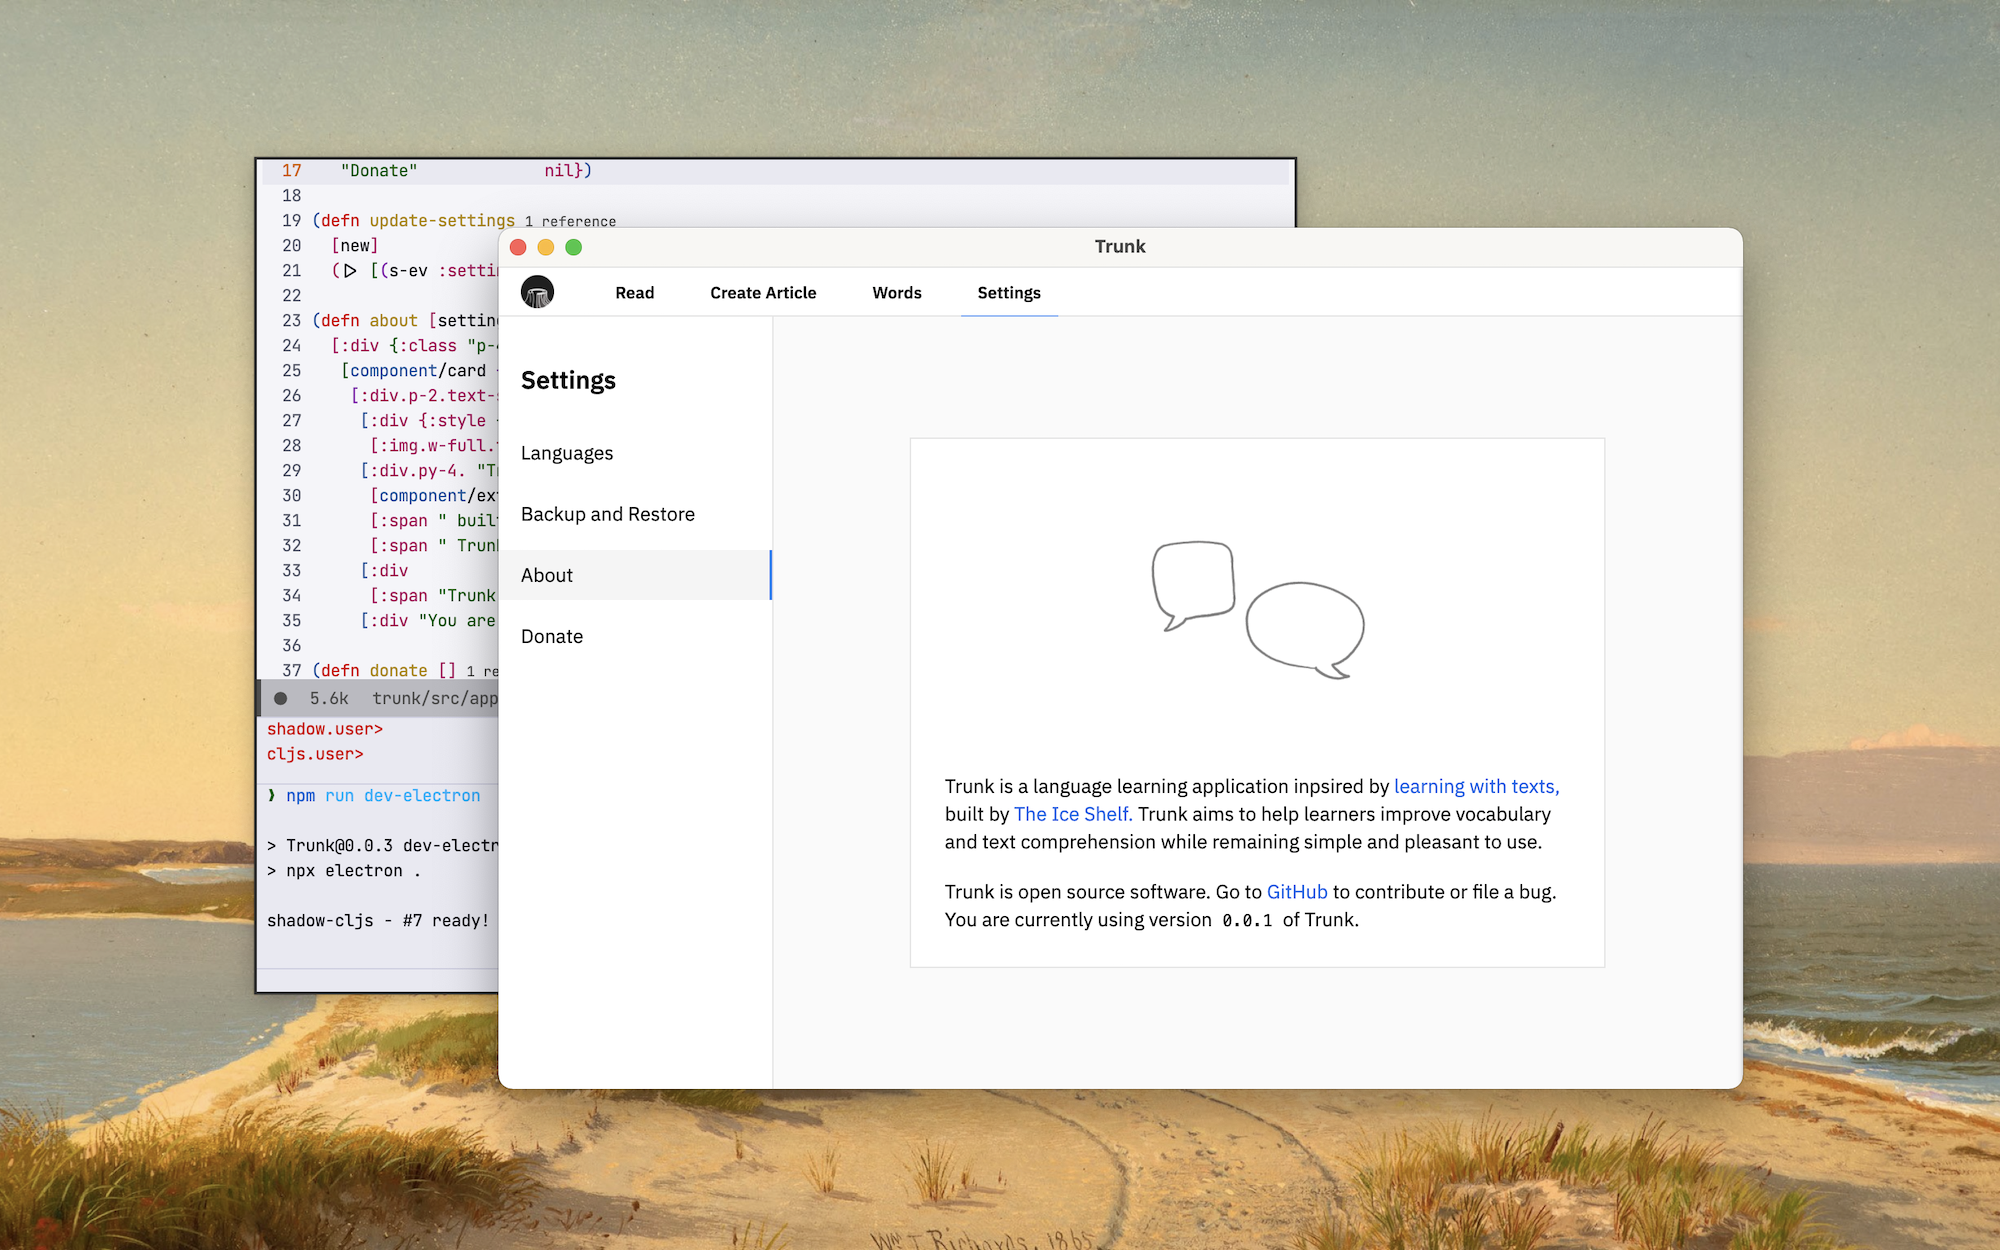 17 "Donate" nil})
18
19 (defn update-settings 1 reference
20 [new]
21 (▷ [(s-ev :settin
22
23 (defn about [setting
24 [:div {:class "p-
25 [component/card
26 [:div.p-2.text-
27 [:div {:style
28 [:img.w-full.
29 [:div.py-4. "Tr
30 [component/ext
31 [:span " built
32 [:span " Trunk
33 [:div
34 [:span "Trunk
35 [:div "You are
36
37 (defn donate [] 1 re
● 5.6k trunk/src/app
shadow.user>
cljs.user>
❯ npm run dev-electron
> Trunk@0.0.3 dev-electr
> npx electron .
shadow-cljs - #7 ready!
Trunk
Read Create Article Words Settings
Settings
Languages
Backup and Restore
About
Donate
Trunk is a language learning application inpsired by learning with texts,
built by The Ice Shelf. Trunk aims to help learners improve vocabulary
and text comprehension while remaining simple and pleasant to use.
Trunk is open source software. Go to GitHub to contribute or file a bug.
You are currently using version 0.0.1 of Trunk.
Wm T. Richards. 1865.